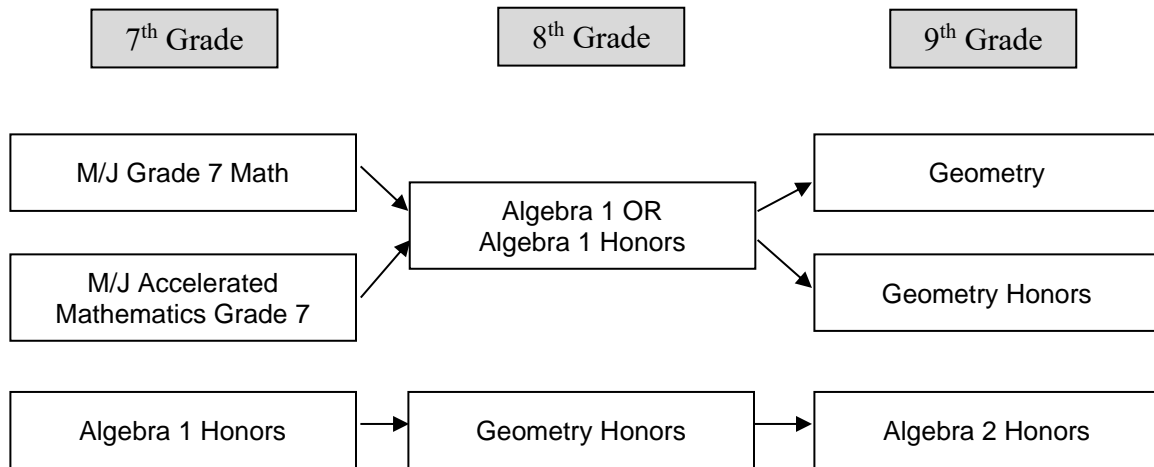 7th Grade
8th Grade
9th Grade
M/J Grade 7 Math
Algebra 1 OR
Algebra 1 Honors
Geometry
M/J Accelerated
Mathematics Grade 7
Geometry Honors
Algebra 1 Honors
Geometry Honors
Algebra 2 Honors